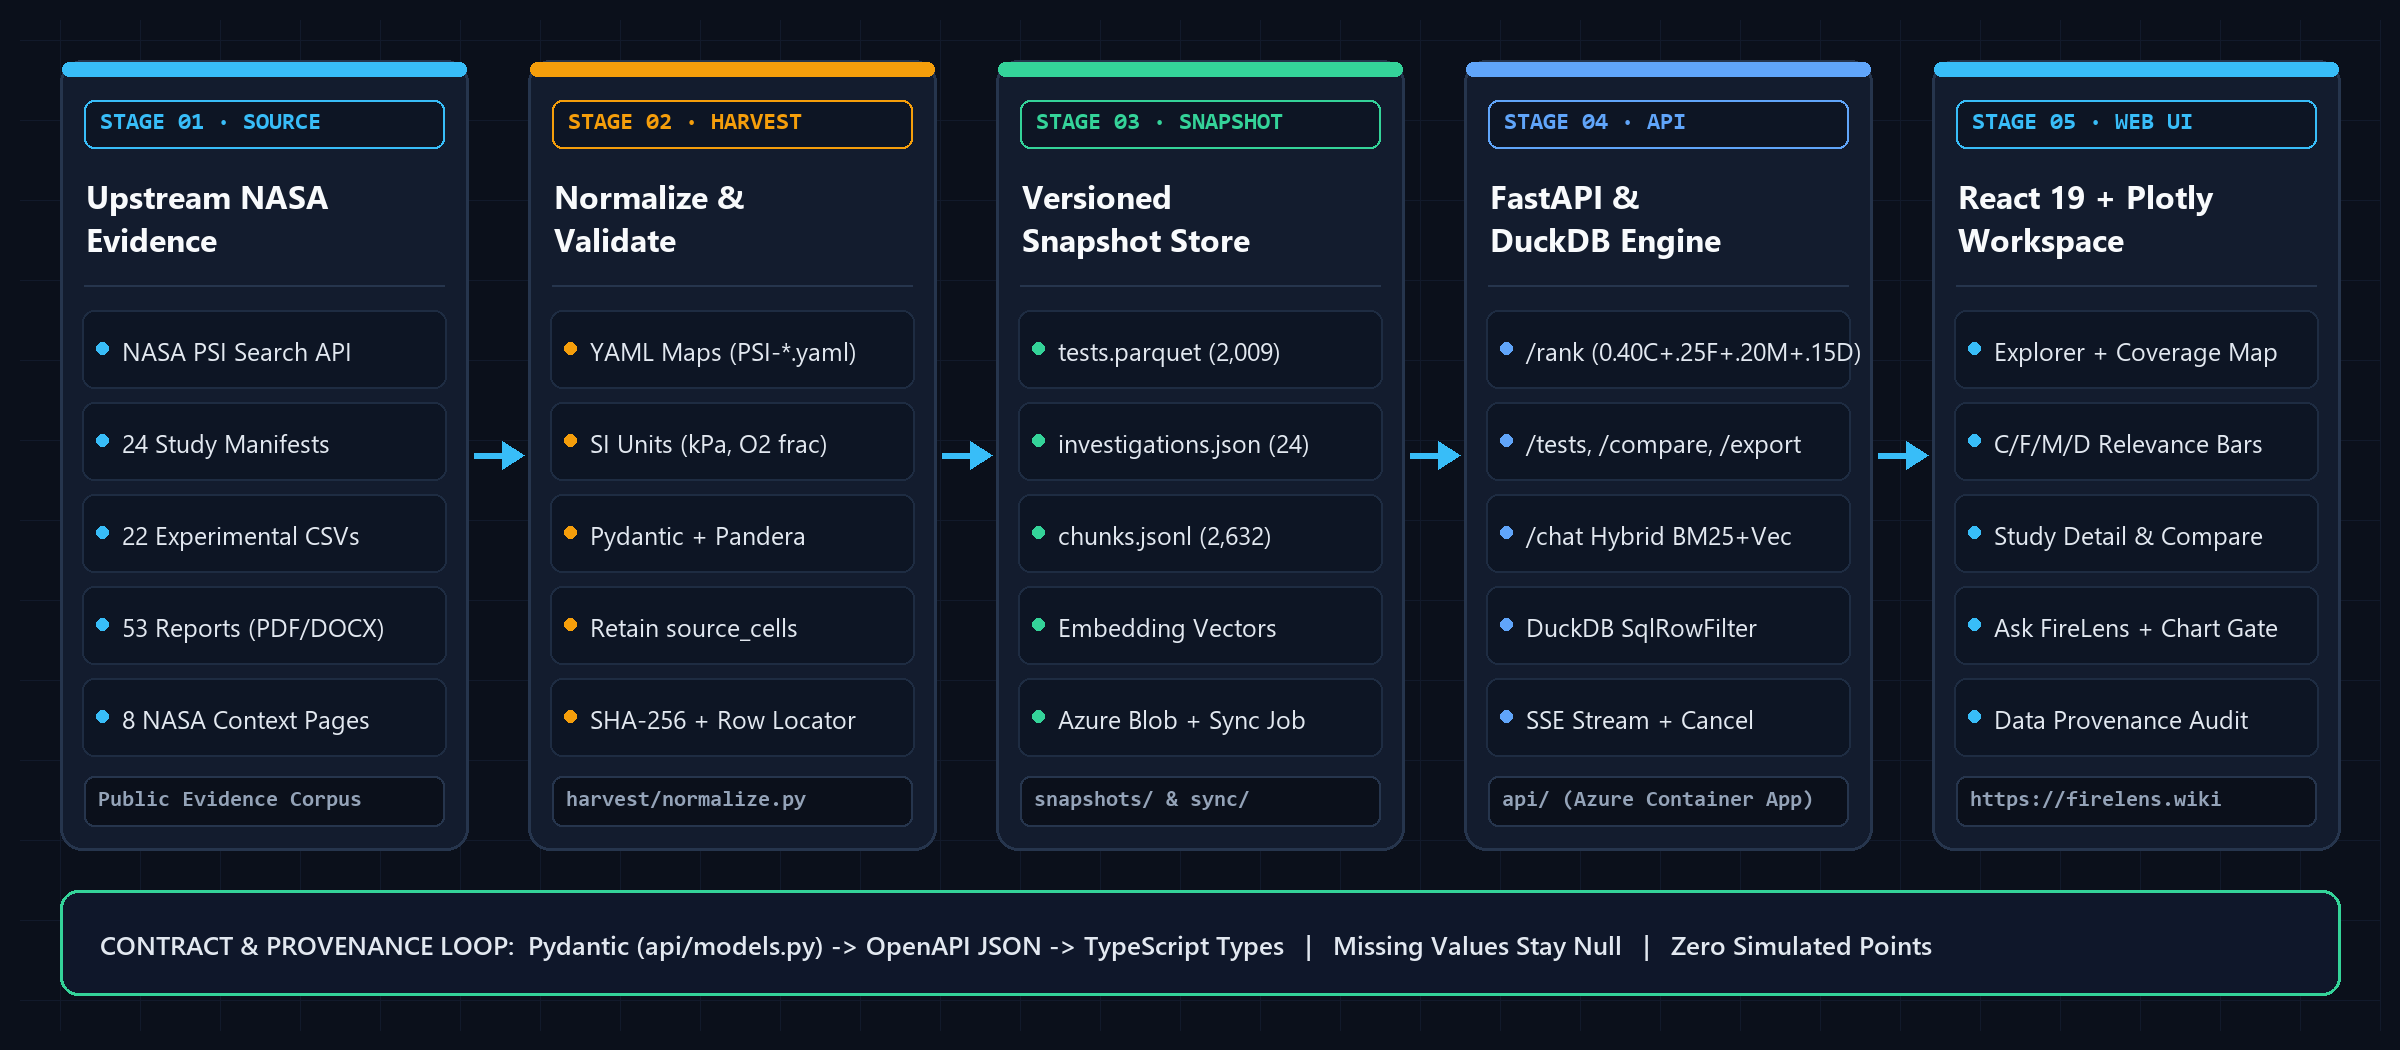 STAGE 01 · SOURCE
Upstream NASA
Evidence
NASA PSI Search API
24 Study Manifests
22 Experimental CSVs
53 Reports (PDF/DOCX)
8 NASA Context Pages
Public Evidence Corpus
STAGE 02 · HARVEST
Normalize &
Validate
YAML Maps (PSI-*.yaml)
SI Units (kPa, O2 frac)
Pydantic + Pandera
Retain source_cells
SHA-256 + Row Locator
harvest/normalize.py
STAGE 03 · SNAPSHOT
Versioned
Snapshot Store
tests.parquet (2,009)
investigations.json (24)
chunks.jsonl (2,632)
Embedding Vectors
Azure Blob + Sync Job
snapshots/ & sync/
STAGE 04 · API
FastAPI &
DuckDB Engine
/rank (0.40C+.25F+.20M+.15D)
/tests, /compare, /export
/chat Hybrid BM25+Vec
DuckDB SqlRowFilter
SSE Stream + Cancel
api/ (Azure Container App)
STAGE 05 · WEB UI
React 19 + Plotly
Workspace
Explorer + Coverage Map
C/F/M/D Relevance Bars
Study Detail & Compare
Ask FireLens + Chart Gate
Data Provenance Audit
https://firelens.wiki
CONTRACT & PROVENANCE LOOP:  Pydantic (api/models.py) -> OpenAPI JSON -> TypeScript Types   |   Missing Values Stay Null   |   Zero Simulated Points